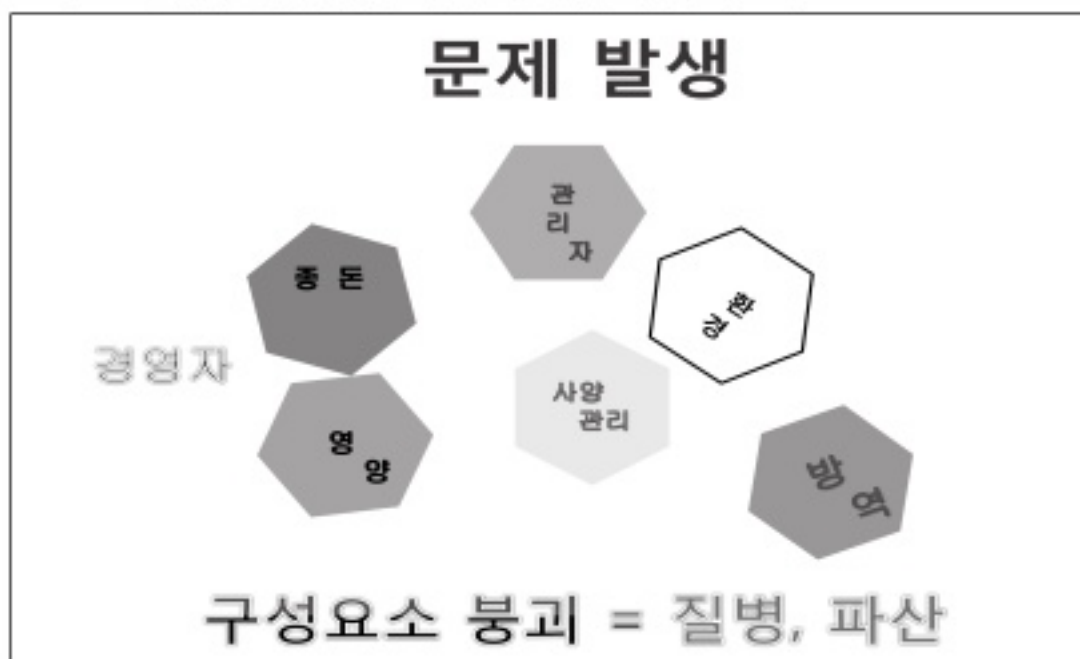 문제 발생
관
리
자
종 돈
환
경
경영자
사양
관리
영
양
방
역
구성요소 붕괴 = 질병, 파산